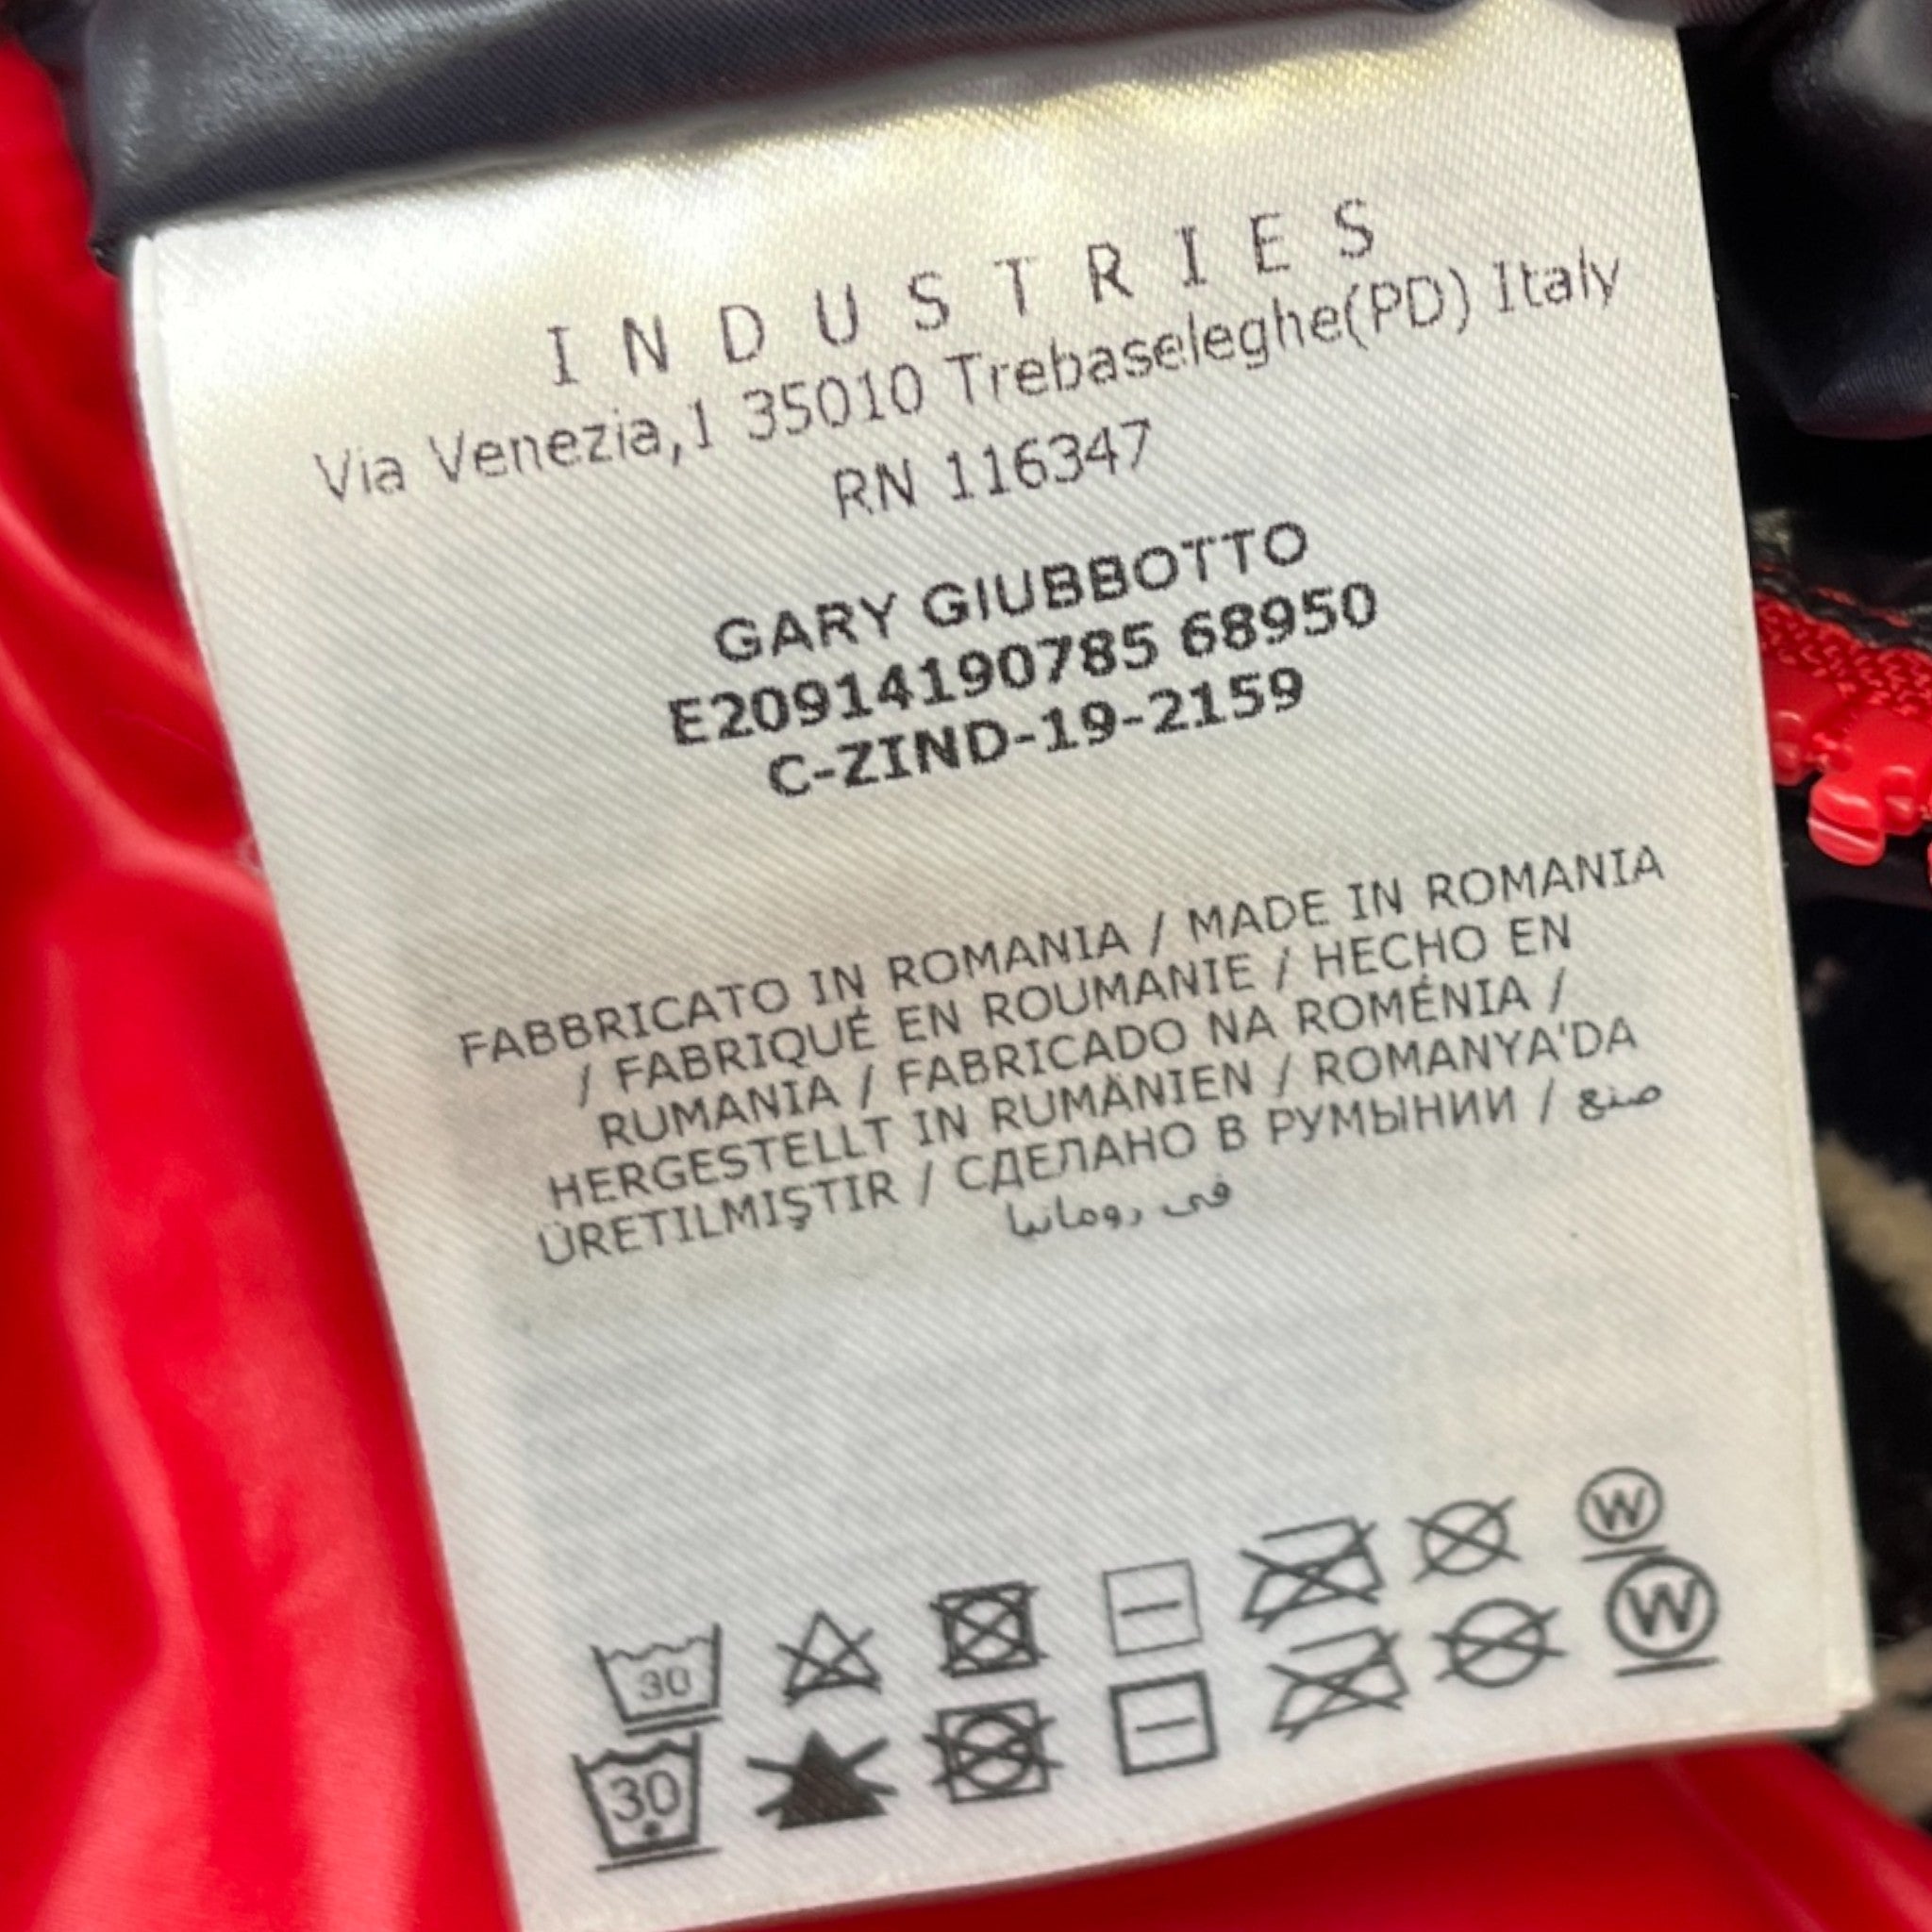 INDUSTRIES
Via Venezia,1 35010 Trebaseleghe(PD) Italy
RN 116347
GARY GIUBBOTTO
E20914190785 68950
C-ZIND-19-2159
FABBRICATO IN ROMANIA / MADE IN ROMANIA
/ FABRIQUÉ EN ROUMANIE / HECHO EN
RUMANIA / FABRICADO NA ROMÉNIA /
HERGESTELLT IN RUMÄNIEN / ROMANYA'DA
ÜRETILMIŞTIR / СДЕЛАНО В РУМЫНИИ / صنع
في رومانيا
30 W
30 W